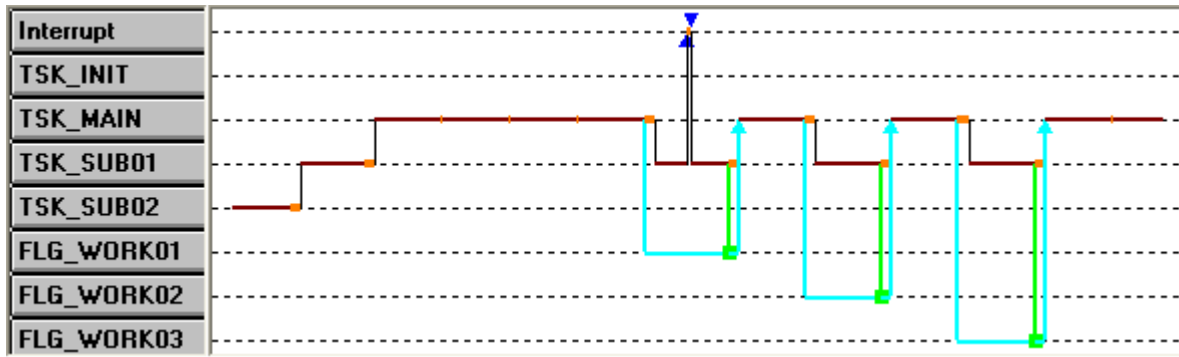 Interrupt
TSK_INIT
TSK_MAIN
TSK_SUB01
TSK_SUB02
FLG_WORK01
FLG_WORK02
FLG_WORK03